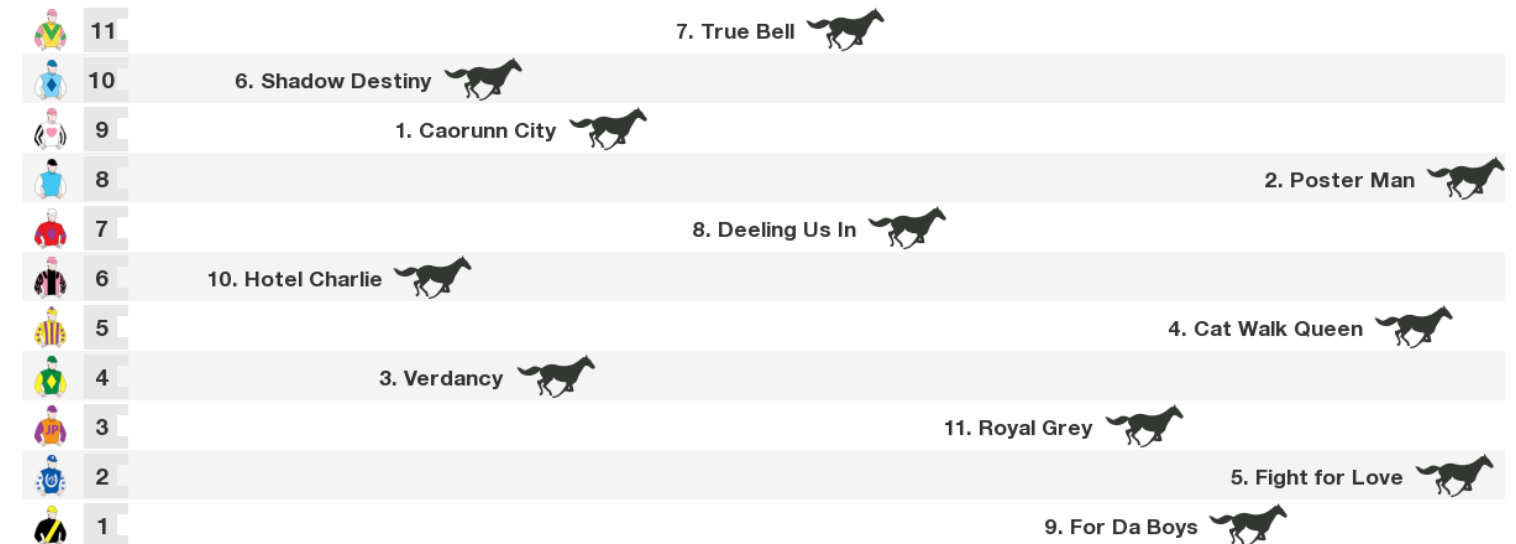 11 7. True Bell
10 6. Shadow Destiny
9 1. Caorunn City
8 2. Poster Man
7 8. Deeling Us In
6 10. Hotel Charlie
5 4. Cat Walk Queen
4 3. Verdancy
JP
3 11. Royal Grey
2 5. Fight for Love
1 9. For Da Boys